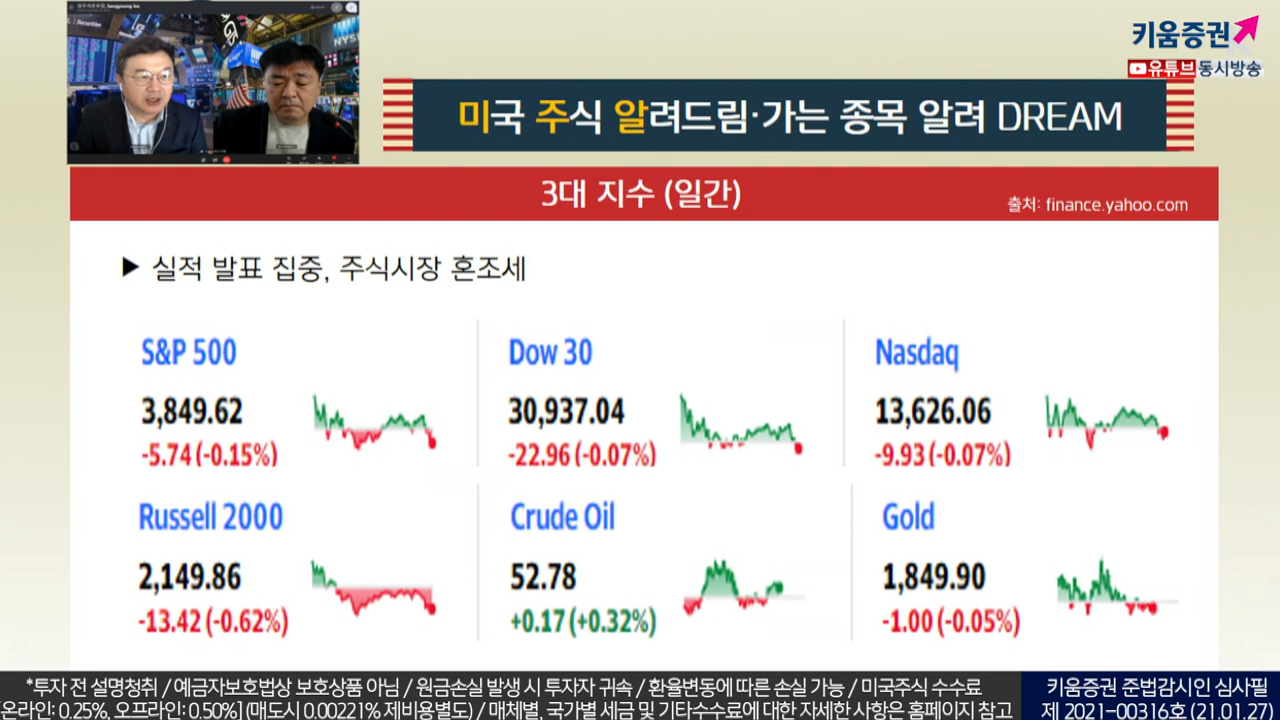 키움증권
유튜브동시방송
미국 주식 알려드림·가는 종목 알려 DREAM
3대 지수 (일간)
출처: finance.yahoo.com
▶ 실적 발표 집중, 주식시장 혼조세
S&P 500
3,849.62
-5.74 (-0.15%)
Dow 30
30,937.04
-22.96 (-0.07%)
Nasdaq
13,626.06
-9.93 (-0.07%)
Russell 2000
2,149.86
-13.42 (-0.62%)
Crude Oil
52.78
+0.17 (+0.32%)
Gold
1,849.90
-1.00 (-0.05%)
*투자 전 설명청취 / 예금자보호법상 보호상품 아님 / 원금손실 발생 시 투자자 귀속 / 환율변동에 따른 손실 가능 / 미국주식 수수료
[온라인: 0.25%, 오프라인: 0.50%] (매도시 0.00221% 제비용별도) / 매체별, 국가별 세금 및 기타수수료에 대한 자세한 사항은 홈페이지 참고
키움증권 준법감시인 심사필
제 2021-00316호 (21.01.27)